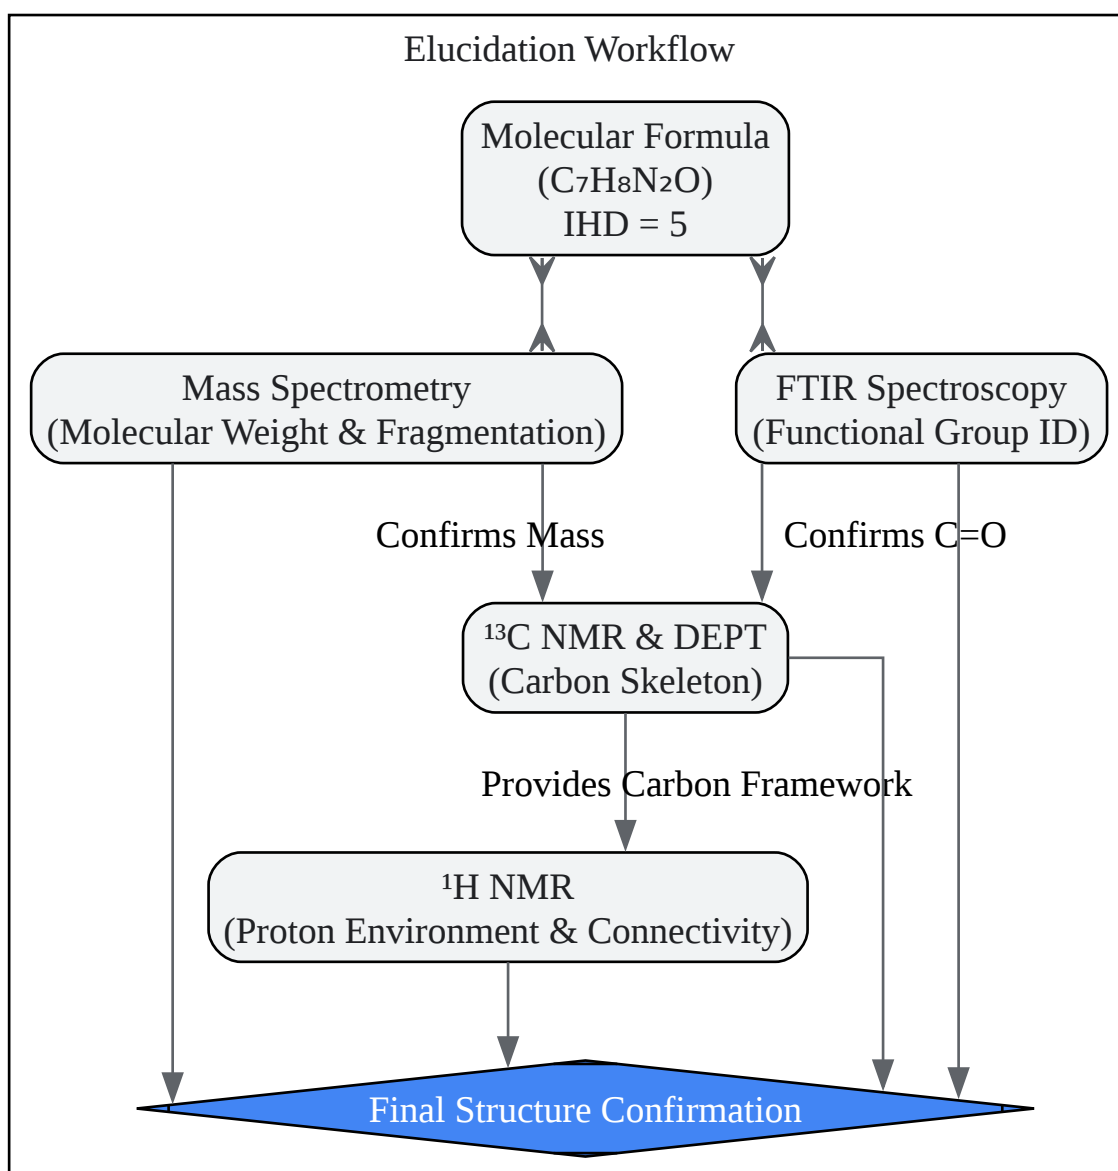 Elucidation Workflow
Molecular Formula
(C₇H₈N₂O)
IHD = 5
Mass Spectrometry
(Molecular Weight & Fragmentation)
FTIR Spectroscopy
(Functional Group ID)
Confirms Mass
Confirms C=O
¹³C NMR & DEPT
(Carbon Skeleton)
Provides Carbon Framework
¹H NMR
(Proton Environment & Connectivity)
Final Structure Confirmation